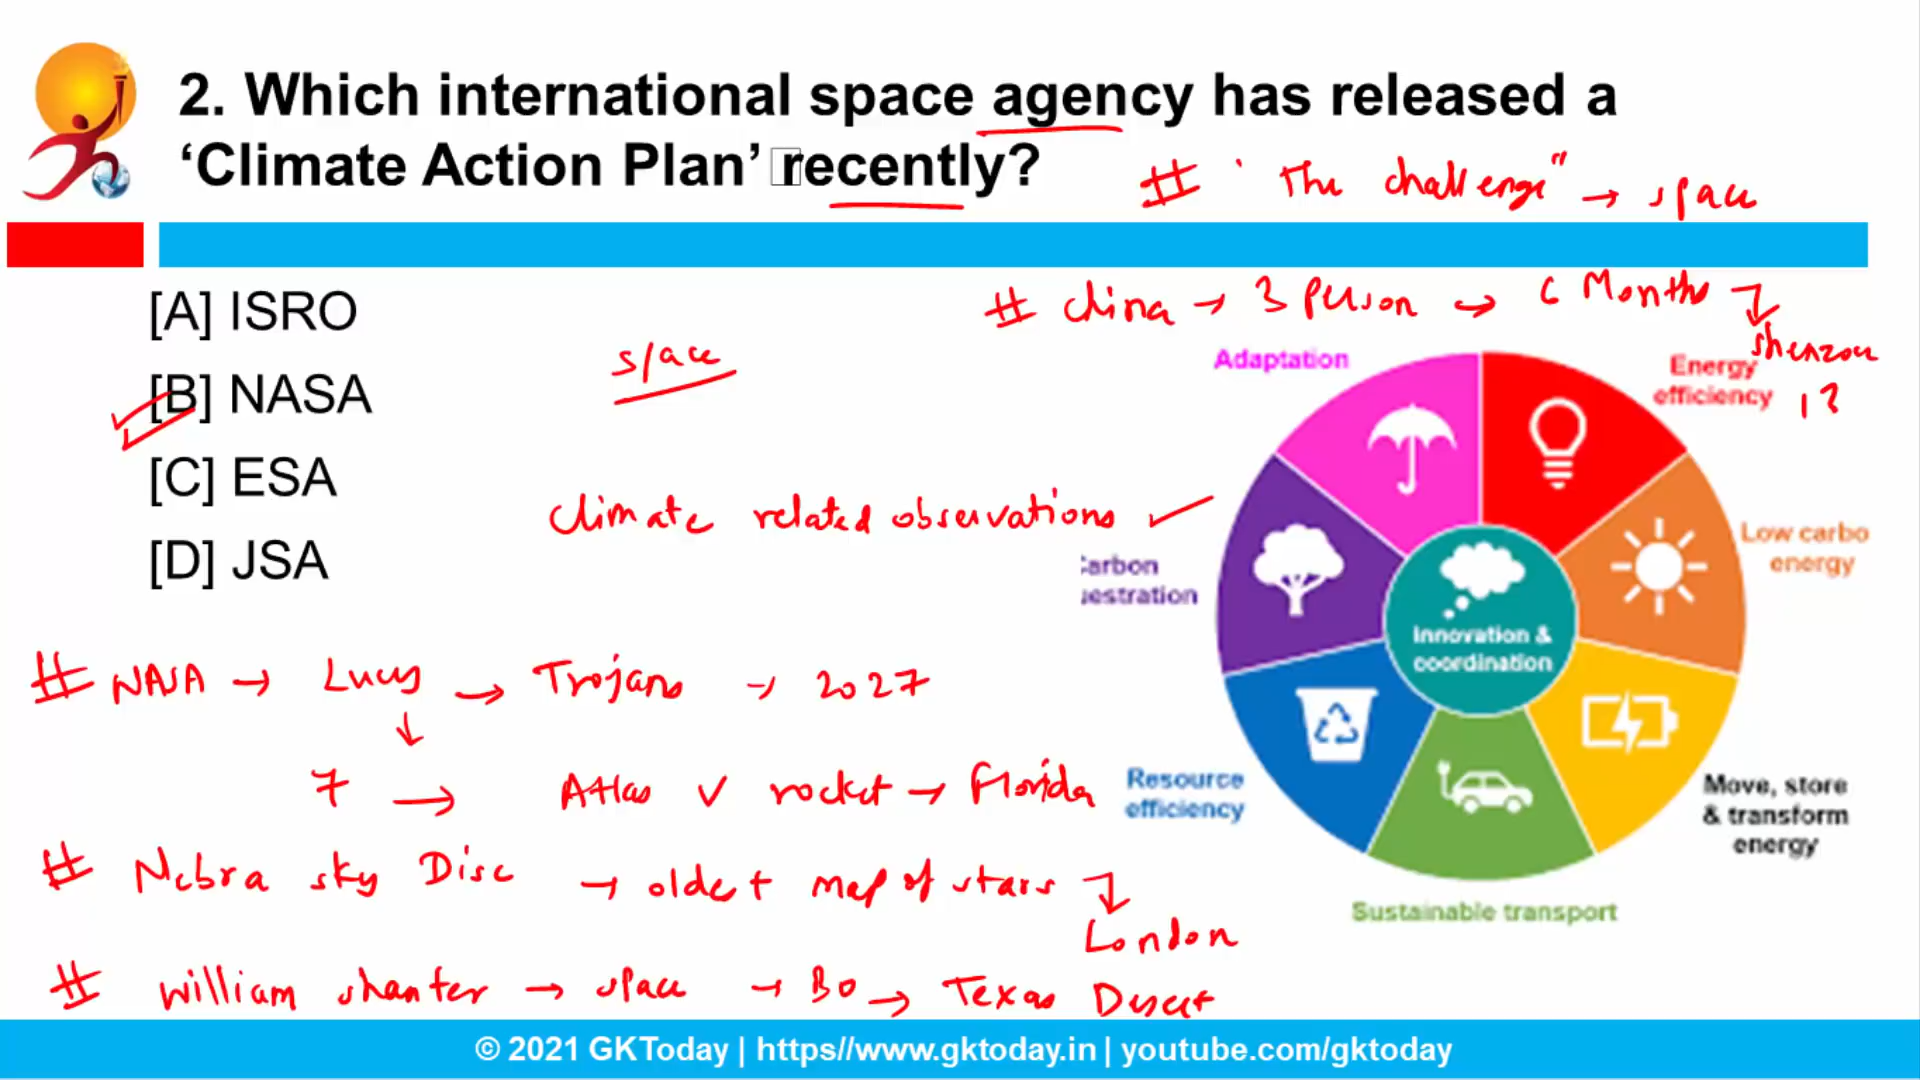 2. Which international space agency has released a
‘Climate Action Plan’ recently?
# ' The challenge" → space
[A] ISRO
[B] NASA
[C] ESA
[D] JSA
space
# China → 3 Person → 6 Months →
Shenzou
13
climate related observations ✓
Adaptation
Energy
efficiency
Low carbo
energy
Carbon
uestration
Innovation &
coordination
Resource
efficiency
Move, store
& transform
energy
Sustainable transport
# NASA → Lucy → Trojans → 2027
7 → Atlas V rocket → Florida
# Nebra sky Disc → oldest map of stars →
London
# William shanter → space → BO → Texas Desert
© 2021 GKToday | https//www.gktoday.in | youtube.com/gktoday